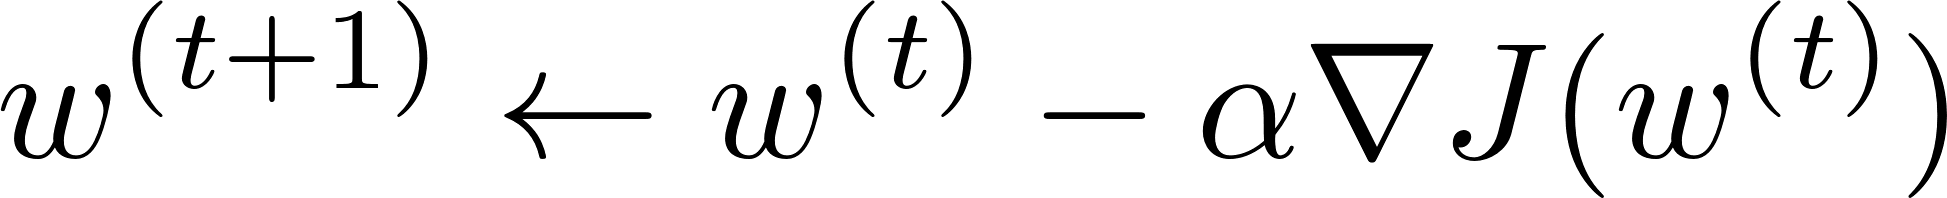 w^{(t+1)} ← w^{(t)} − α∇J(w^{(t)})